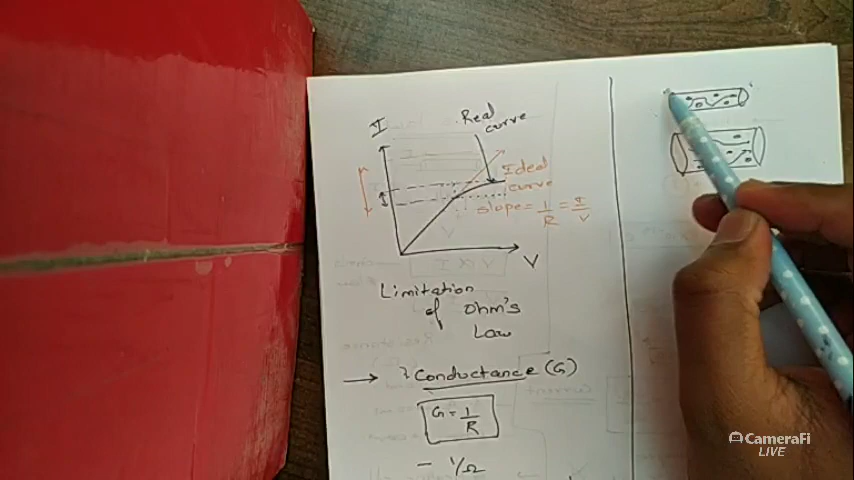 I
Real
curve
Ideal
curve
slope = 1/R = I/V
V
Limitation
of ohm's
Law
→ Conductance (G)
G = 1/R
- 1/Ω
CameraFi
LIVE